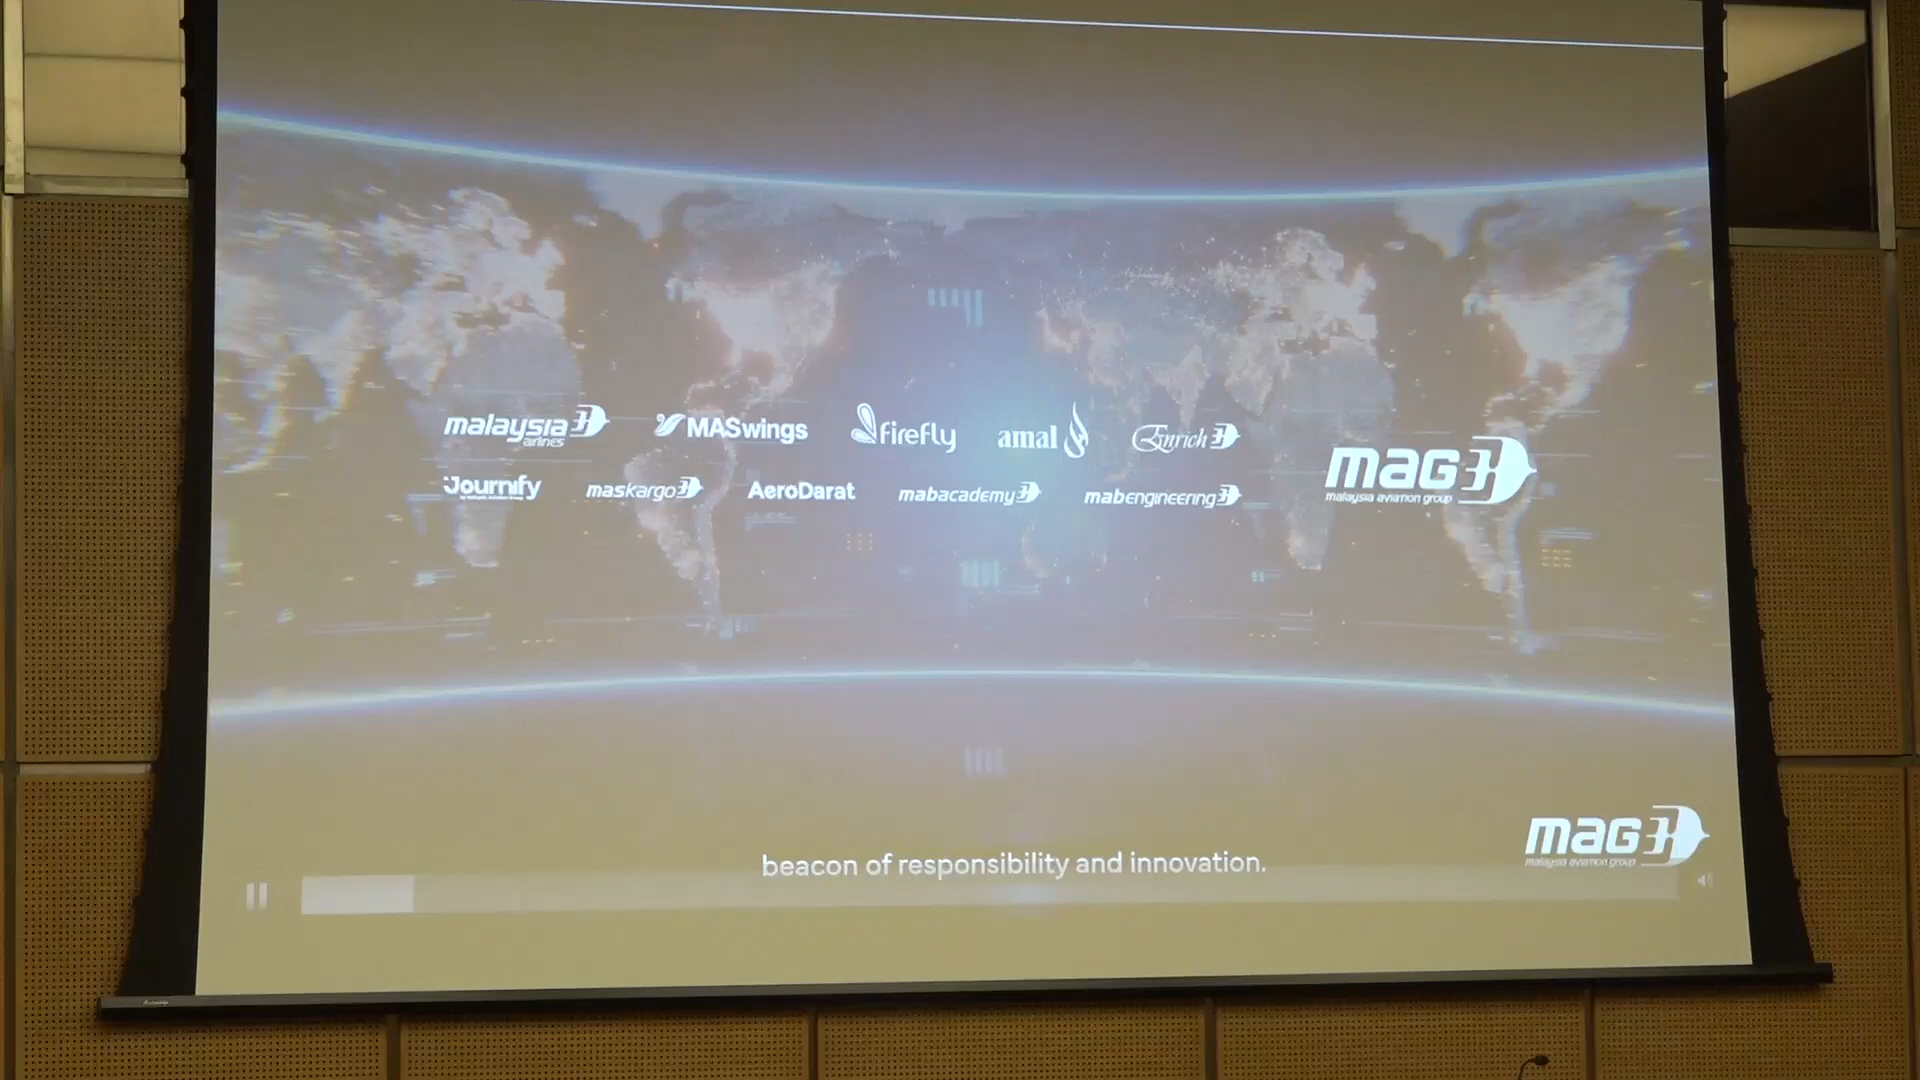 malaysia airlines
MASwings
firefly
amal
Enrich
Journify
maskargo
AeroDarat
mabacademy
mabengineering
MAG
malaysia aviation group
beacon of responsibility and innovation.
MAG
malaysia aviation group